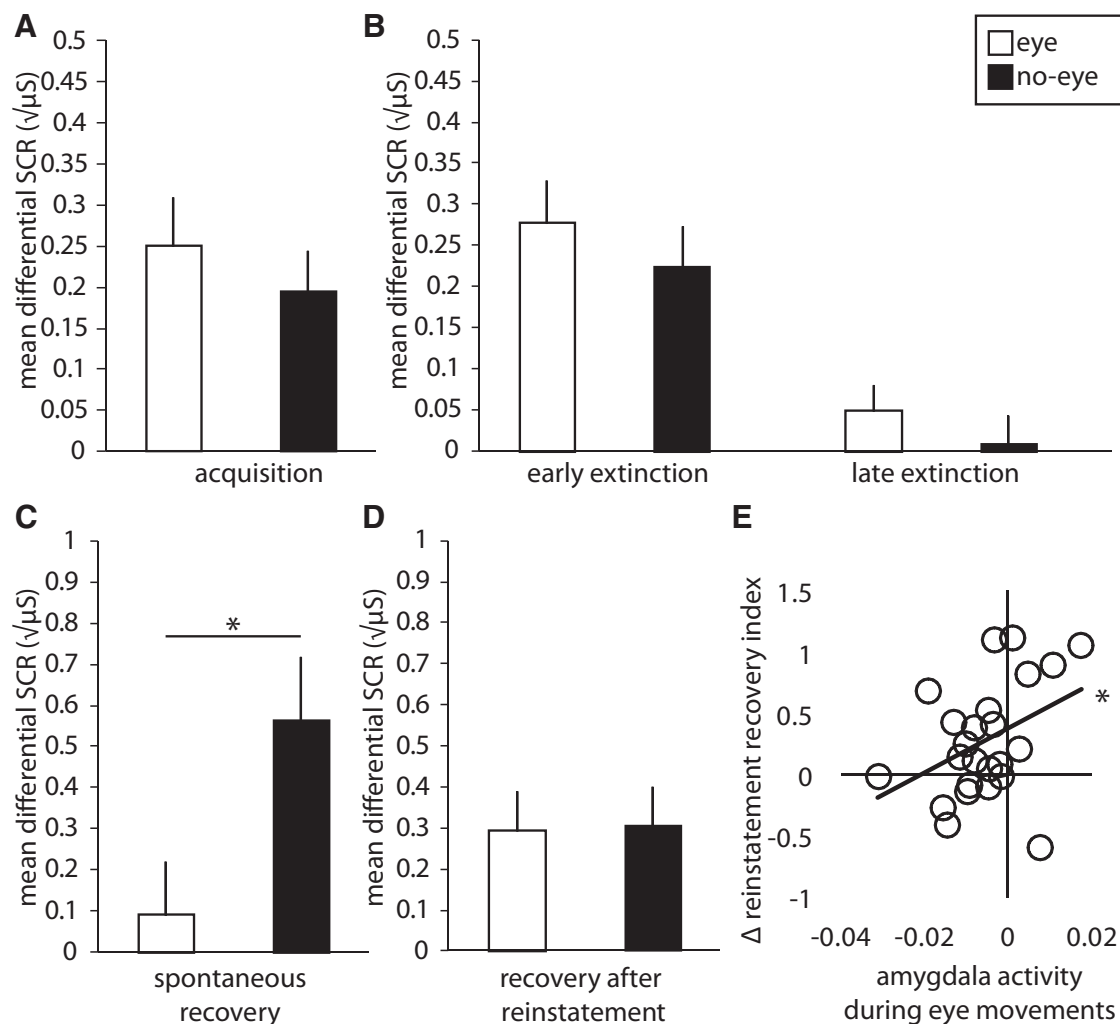 A
mean differential SCR (√µS)
0.5
0.45
0.4
0.35
0.3
0.25
0.2
0.15
0.1
0.05
0
acquisition
B
mean differential SCR (√µS)
0.5
0.45
0.4
0.35
0.3
0.25
0.2
0.15
0.1
0.05
0
early extinction
late extinction
eye
no-eye
C
mean differential SCR (√µS)
1
0.9
0.8
0.7
0.6
0.5
0.4
0.3
0.2
0.1
0
*
spontaneous
recovery
D
mean differential SCR (√µS)
1
0.9
0.8
0.7
0.6
0.5
0.4
0.3
0.2
0.1
0
recovery after
reinstatement
E
Δ reinstatement recovery index
1.5
1
0.5
0
-0.5
-1
*
-0.04 -0.02 0 0.02
amygdala activity
during eye movements